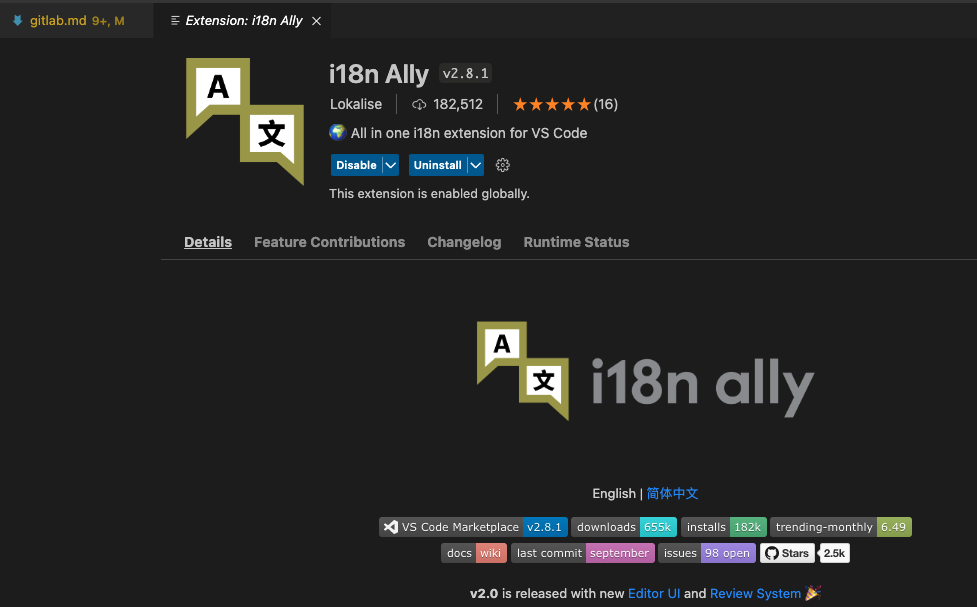 gitlab.md 9+, M Extension: i18n Ally
A
文
i18n Ally v2.8.1
Lokalise 182,512 ★★★★★(16)
🌍 All in one i18n extension for VS Code
Disable Uninstall
This extension is enabled globally.
Details Feature Contributions Changelog Runtime Status
A
文
i18n ally
English | 简体中文
VS Code Marketplace v2.8.1 downloads 655k installs 182k trending-monthly 6.49
docs wiki last commit september issues 98 open Stars 2.5k
v2.0 is released with new Editor UI and Review System 🎉